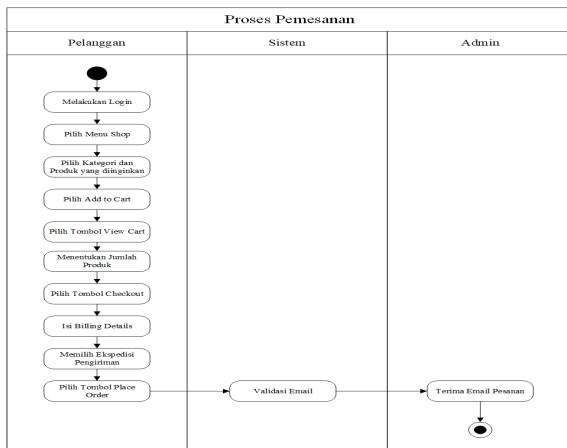 Proses Pemesanan
Pelanggan
Sistem
Admin
Melakukan Login
Pilih Menu Shop
Pilih Kategori dan
Produk yang diinginkan
Pilih Add to Cart
Pilih Tombol View Cart
Menentukan Jumlah
Produk
Pilih Tombol Checkout
Isi Billing Details
Memilih Ekspedisi
Pengiriman
Pilih Tombol Place
Order
Validasi Email
Terima Email Pesanan